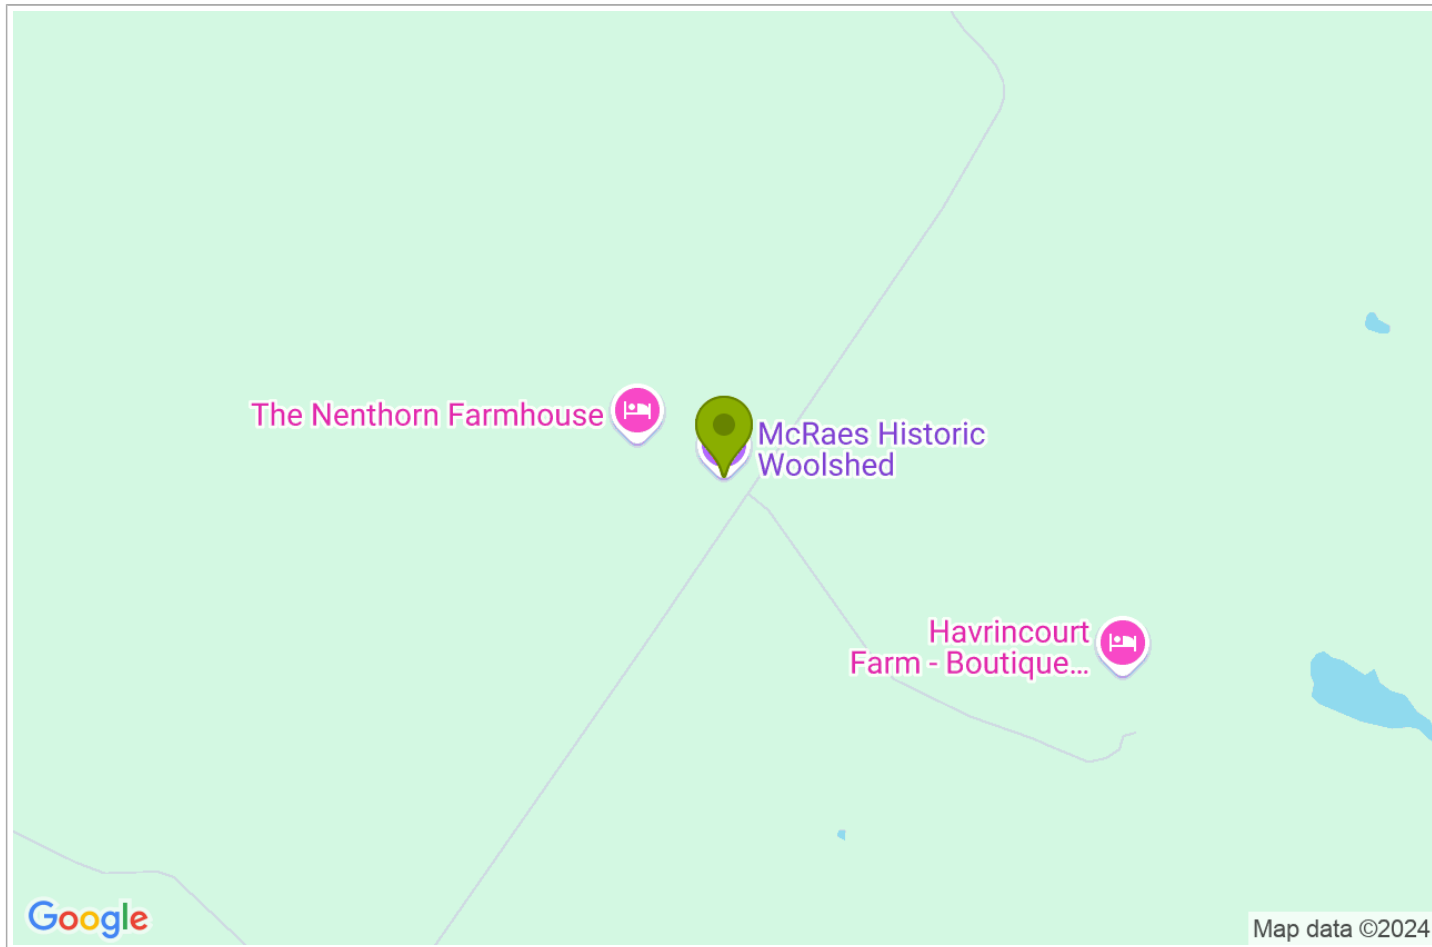 The Nenthorn Farmhouse
McRaes Historic
Woolshed
Havrincourt
Farm - Boutique...
Google
Map data ©2024